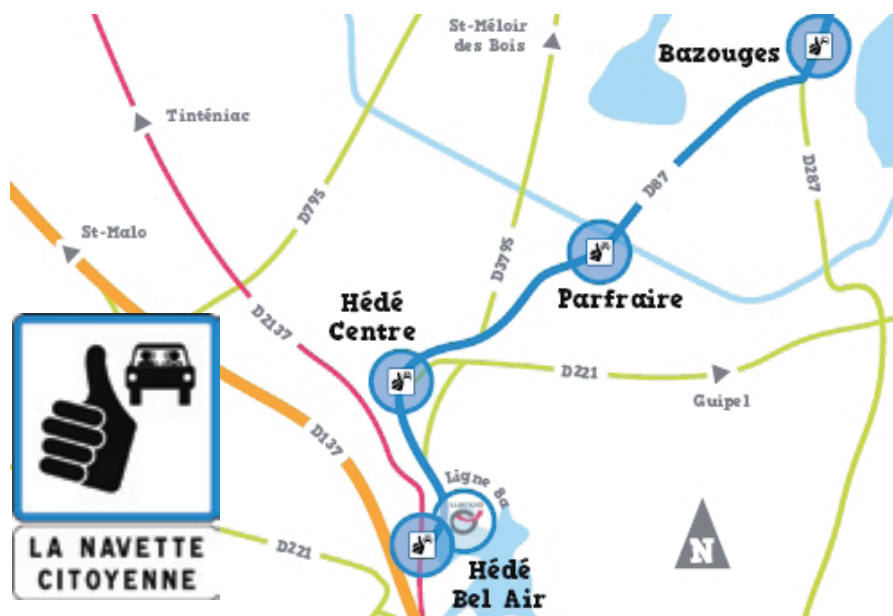 St-Méloir
des Bois
Bazouges
Tinténiac
D795
D87
D287
St-Malo
D3795
Hédé
Centre
Parfraire
D2137
D221
Guipel
D137
Ligne 8a
N
D221
Hédé
Bel Air
LA NAVETTE
CITOYENNE